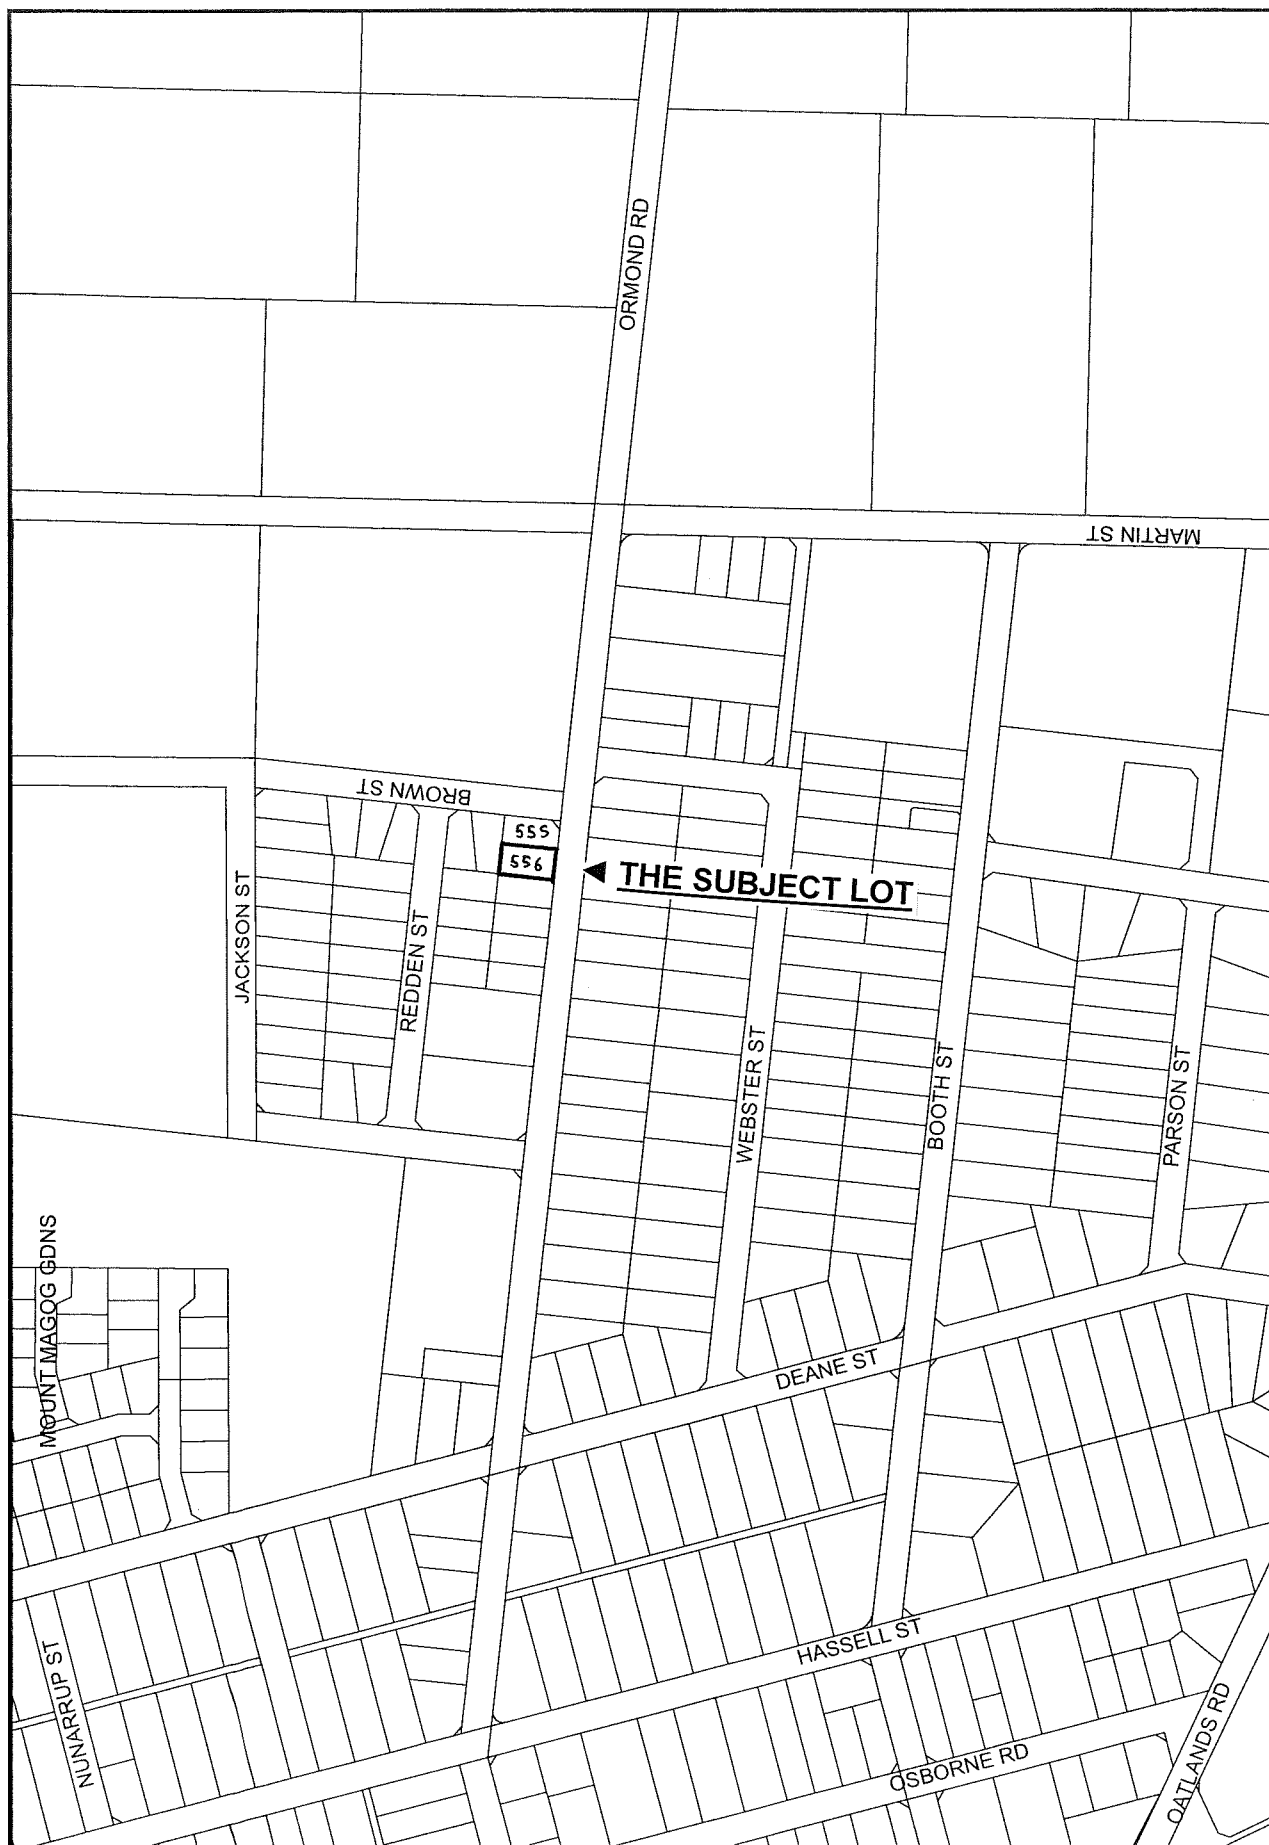 ORMOND RD
MARTIN ST
BROWN ST
555
556
THE SUBJECT LOT
JACKSON ST
REDDEN ST
WEBSTER ST
BOOTH ST
PARSON ST
MOUNT MAGOG GDNS
DEANE ST
NUNARRUP ST
HASSELL ST
OSBORNE RD
OATLANDS RD